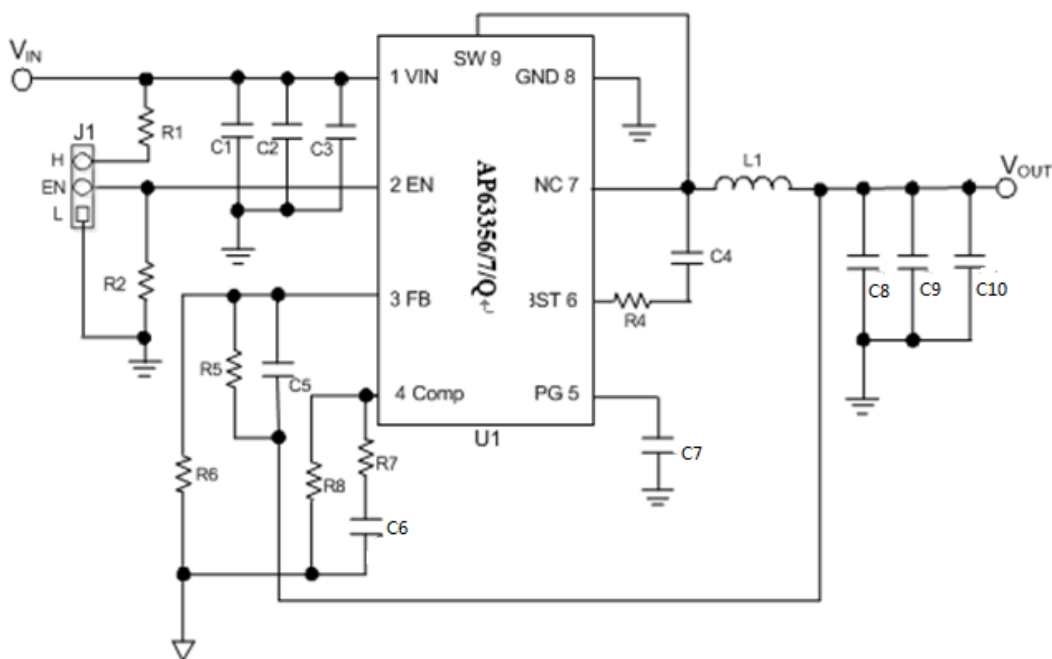 VIN
J1
H
EN
L
R1
R2
C1
C2
C3
SW 9
1 VIN
GND 8
2 EN
NC 7
AP63356/7/Q
3 FB
BST 6
4 Comp
PG 5
U1
L1
VOUT
C4
R4
C8
C9
C10
R5
C5
R6
R8
R7
C6
C7